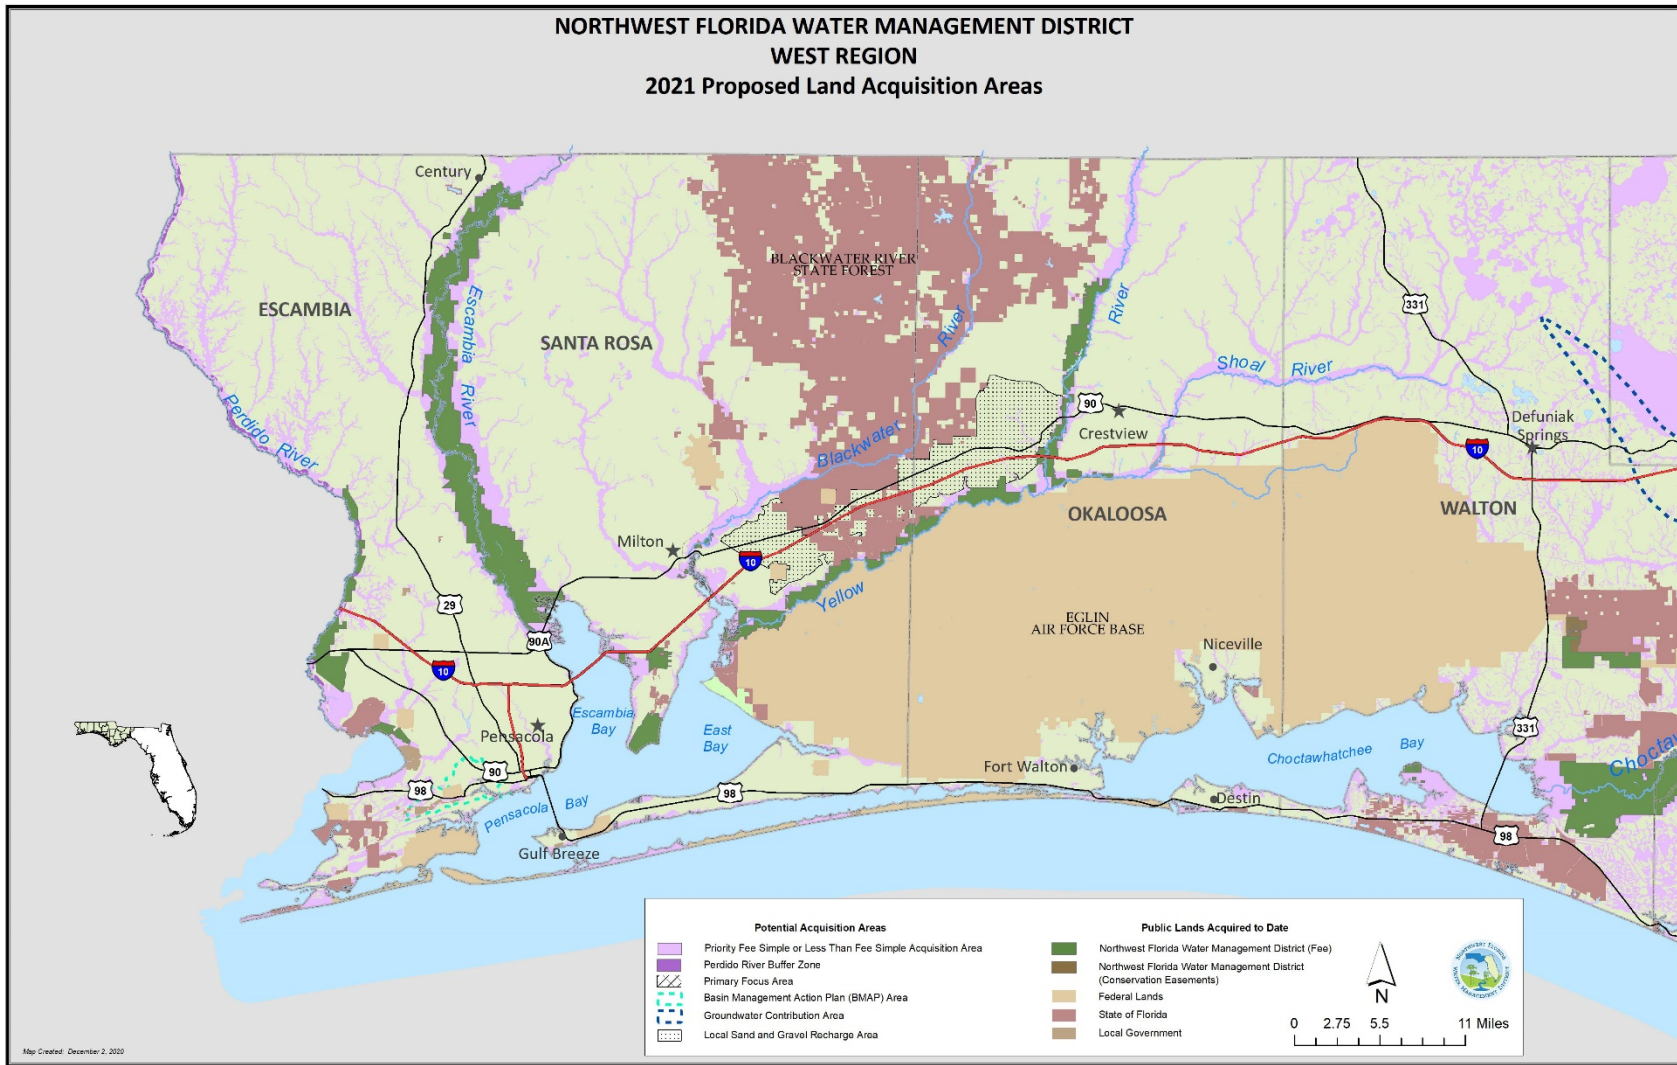 NORTHWEST FLORIDA WATER MANAGEMENT DISTRICT
WEST REGION
2021 Proposed Land Acquisition Areas
Century
BLACKWATER RIVER
STATE FOREST
ESCAMBIA
Escambia River
SANTA ROSA
River
River
331
Shoal River
Perdido River
90
Crestview
Defuniak
Springs
Blackwater
10
OKALOOSA
WALTON
Milton
10
Yellow
29
90A
EGLIN
AIR FORCE BASE
Niceville
10
Escambia
Bay
East
Bay
Pensacola
331
Choctawhatchee Bay
Choctaw
Fort Walton
90
98
98
Destin
Pensacola Bay
98
Gulf Breeze
Potential Acquisition Areas
Priority Fee Simple or Less Than Fee Simple Acquisition Area
Perdido River Buffer Zone
Primary Focus Area
Basin Management Action Plan (BMAP) Area
Groundwater Contribution Area
Local Sand and Gravel Recharge Area
Public Lands Acquired to Date
Northwest Florida Water Management District (Fee)
Northwest Florida Water Management District
(Conservation Easements)
Federal Lands
State of Florida
Local Government
N
0 2.75 5.5 11 Miles
NORTHWEST FLORIDA
WATER MANAGEMENT DISTRICT
Map Created: December 2, 2020